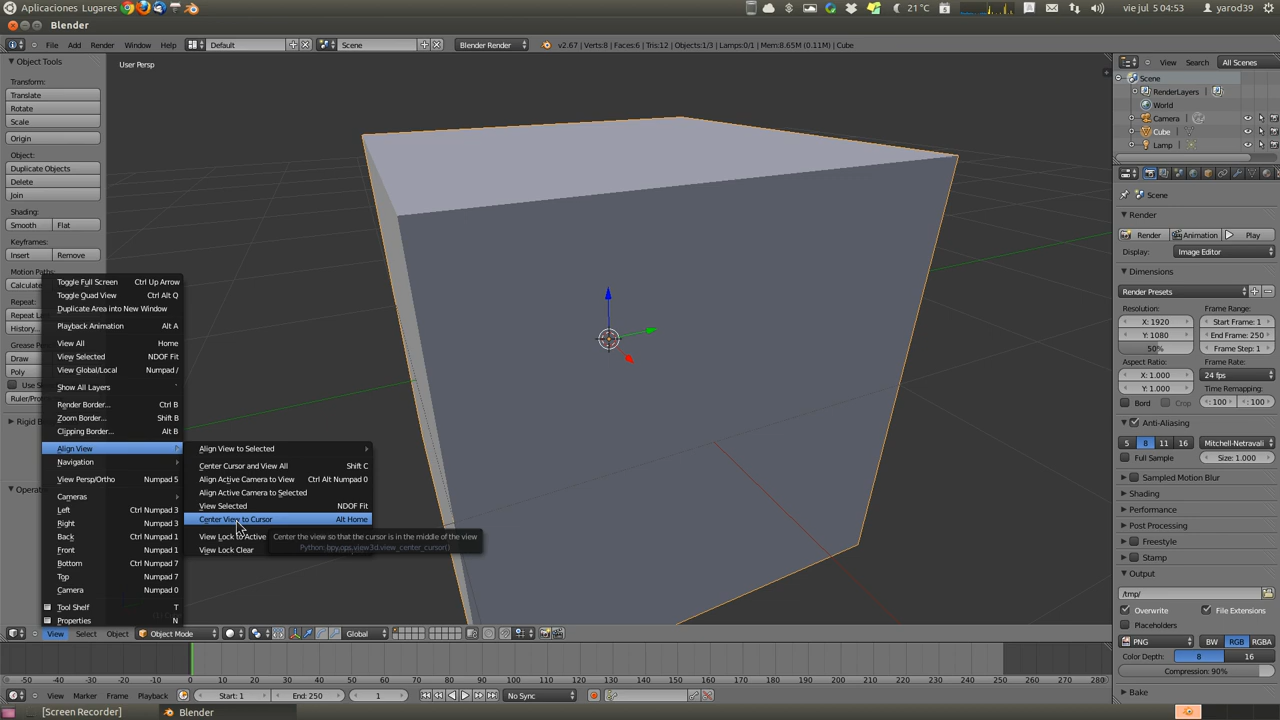 Aplicaciones Lugares
21°C
vie jul 5 04:53
yarod39
Blender
File Add Render Window Help
Default
Scene
Blender Render
v2.67 | Verts:8 | Faces:6 | Tris:12 | Objects:1/3 | Lamps:0/1 | Mem:8.65M (0.11M) | Cube
Object Tools
Transform:
Translate
Rotate
Scale
Origin
Object:
Duplicate Objects
Delete
Join
Shading:
Smooth Flat
Keyframes:
Insert Remove
Motion Paths:
Calculate
Repeat:
Repeat Las
History...
Grease Penc
Draw
Poly
Use Sk
Ruler/Protr
Rigid B
Operato
User Persp
Toggle Full Screen Ctrl Up Arrow
Toggle Quad View Ctrl Alt Q
Duplicate Area into New Window
Playback Animation Alt A
View All Home
View Selected NDOF Fit
View Global/Local Numpad /
Show All Layers `
Render Border... Ctrl B
Zoom Border... Shift B
Clipping Border... Alt B
Align View
Navigation
View Persp/Ortho Numpad 5
Cameras
Left Ctrl Numpad 3
Right Numpad 3
Back Ctrl Numpad 1
Front Numpad 1
Bottom Ctrl Numpad 7
Top Numpad 7
Camera Numpad 0
Tool Shelf T
Properties N
Align View to Selected
Center Cursor and View All Shift C
Align Active Camera to View Ctrl Alt Numpad 0
Align Active Camera to Selected
View Selected NDOF Fit
Center View to Cursor Alt Home
View Lock to Active
View Lock Clear
Center the view so that the cursor is in the middle of the view
Python: bpy.ops.view3d.view_center_cursor()
View Select Object
Object Mode
Global
-50 -40 -30 -20 -10 0 10 20 30 40 50 60 70 80 90 100 110 120 130 140 150 160 170 180 190 200 210 220 230 240 250 260 270 280
View Marker Frame Playback
Start: 1
End: 250
1
No Sync
[Screen Recorder]
Blender
View Search
All Scenes
Scene
RenderLayers
World
Camera
Cube
Lamp
Scene
Render
Render Animation Play
Display: Image Editor
Dimensions
Render Presets
Resolution: Frame Range:
X: 1920 Start Frame: 1
Y: 1080 End Frame: 250
50% Frame Step: 1
Aspect Ratio: Frame Rate:
X: 1.000 24 fps
Y: 1.000 Time Remapping:
Bord Crop : 100 : 100
Anti-Aliasing
5 8 11 16 Mitchell-Netravali
Full Sample Size: 1.000
Sampled Motion Blur
Shading
Performance
Post Processing
Freestyle
Stamp
Output
/tmp/
Overwrite File Extensions
Placeholders
PNG BW RGB RGBA
Color Depth: 8 16
Compression: 90%
Bake